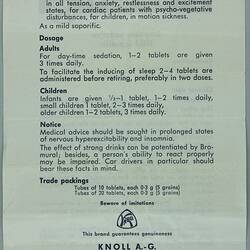 in all tension, anxiety, restlessness and excitement
states, for cardiac patients with psycho-vegetative
disturbances, for children, in motion sickness.
As a mild soporific.
Dosage
Adults
For day-time sedation, 1–2 tablets are given
3 times daily.
To facilitate the inducing of sleep 2–4 tablets are
administered before retiring, preferably in two doses.
Children
Infants are given ½–1 tablet, 1–2 times daily,
small children 1 tablet, 2–3 times daily,
older children 1–2 tablets, 3 times daily.
Notice
Medical advice should be sought in prolonged states
of nervous hyperexcitability and insomnia.
The effect of strong drinks can be potentiated by Bro-
mural; besides, a person's ability to react properly
may be impaired. Car drivers in particular should
bear these facts in mind.
Trade packings
Tubes of 10 tablets, each 0·3 g (5 grains)
Tubes of 20 tablets, each 0·3 g (5 grains)
Beware of imitations
This brand guarantees genuineness
KNOLL A.-G.